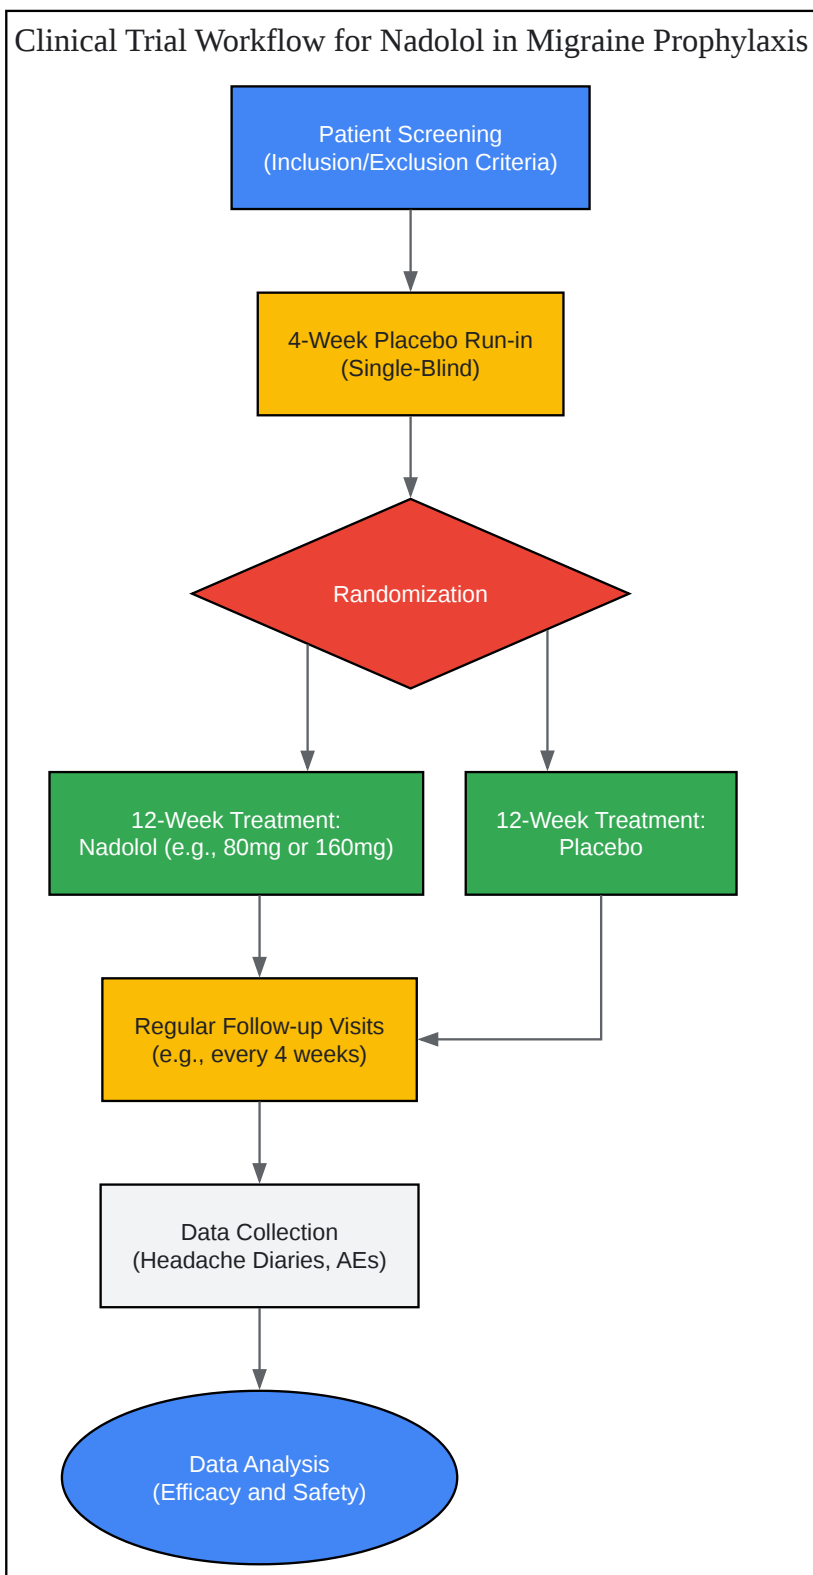 Clinical Trial Workflow for Nadolol in Migraine Prophylaxis
Patient Screening
(Inclusion/Exclusion Criteria)
4-Week Placebo Run-in
(Single-Blind)
Randomization
12-Week Treatment:
Nadolol (e.g., 80mg or 160mg)
12-Week Treatment:
Placebo
Regular Follow-up Visits
(e.g., every 4 weeks)
Data Collection
(Headache Diaries, AEs)
Data Analysis
(Efficacy and Safety)